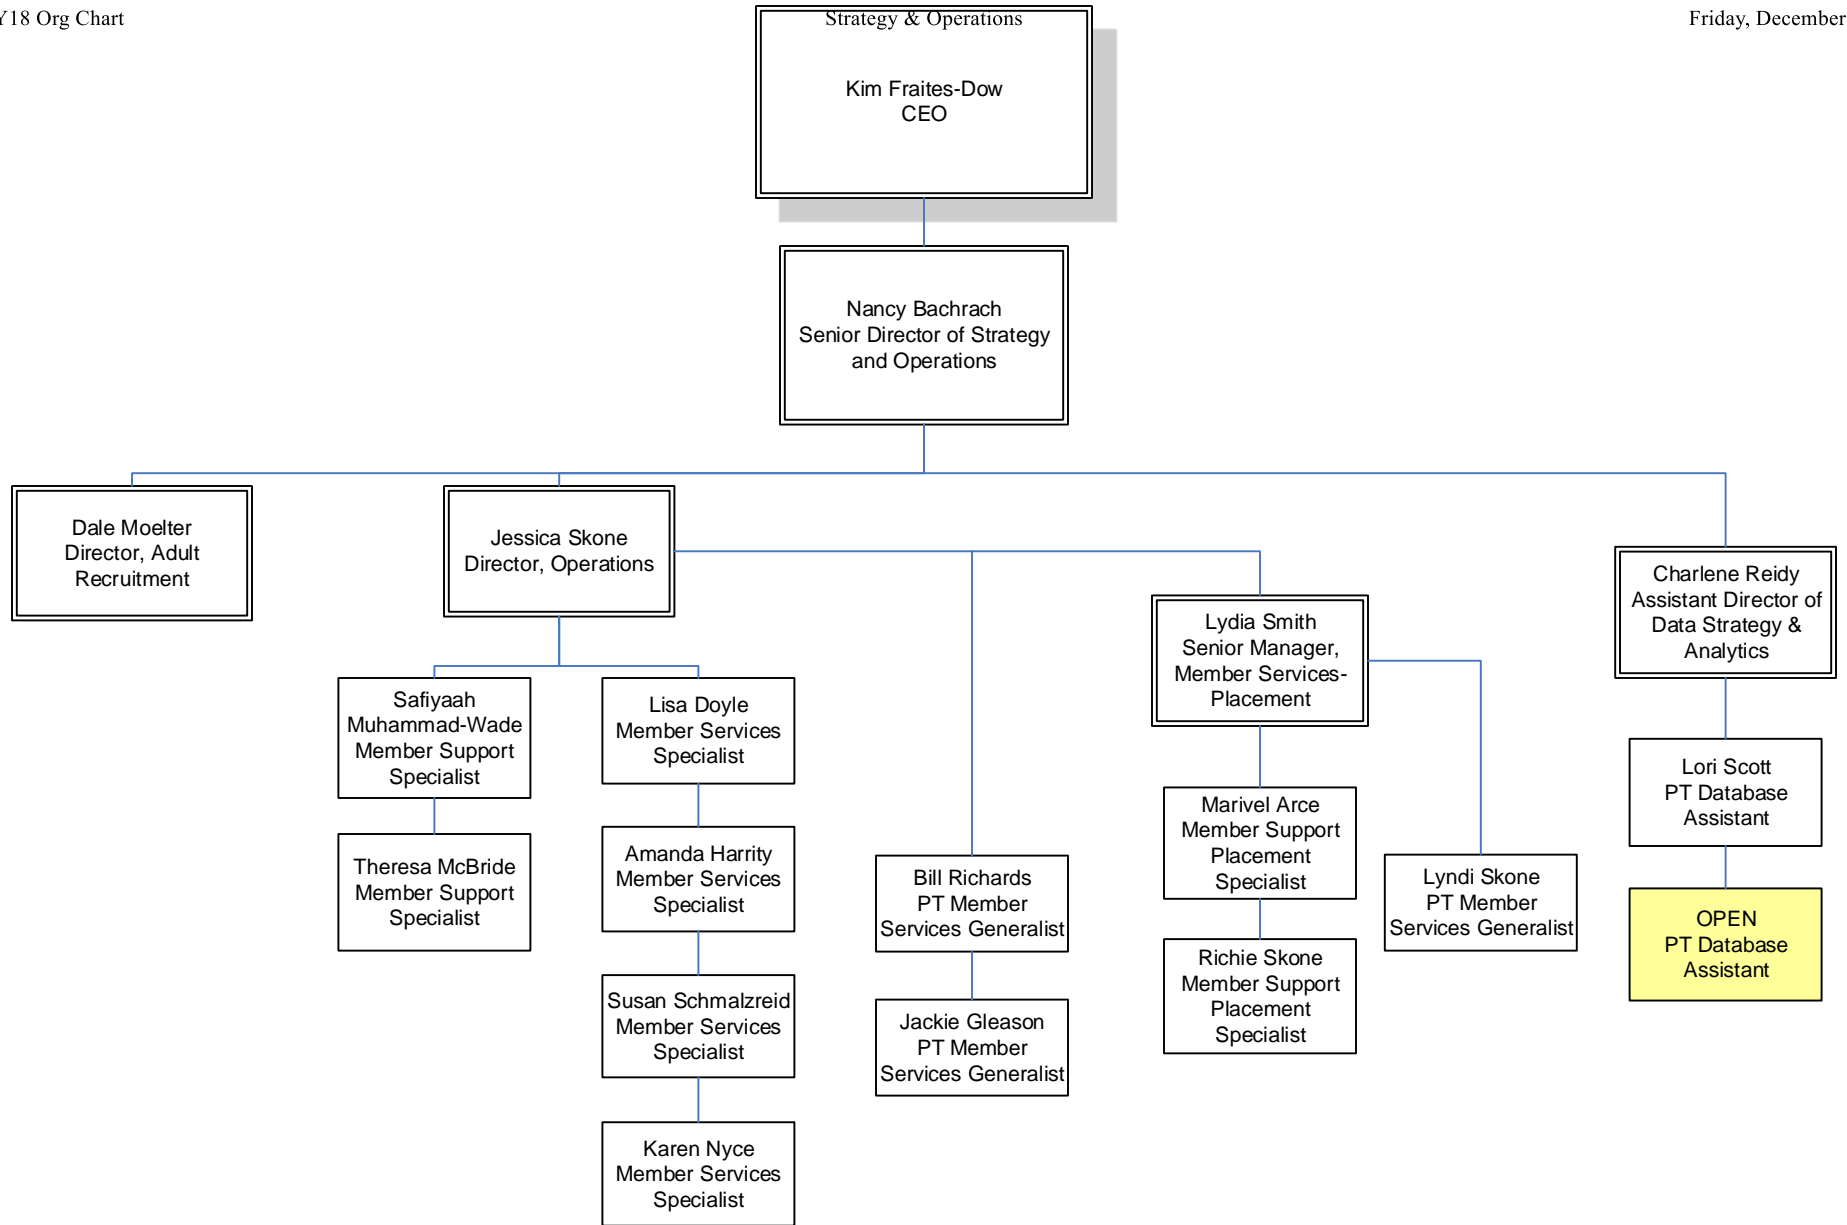 Y18 Org Chart
Strategy & Operations
Friday, December
Kim Fraites-Dow
CEO
Nancy Bachrach
Senior Director of Strategy
and Operations
Dale Moelter
Director, Adult
Recruitment
Jessica Skone
Director, Operations
Lydia Smith
Senior Manager,
Member Services-
Placement
Charlene Reidy
Assistant Director of
Data Strategy &
Analytics
Safiyaah
Muhammad-Wade
Member Support
Specialist
Theresa McBride
Member Support
Specialist
Lisa Doyle
Member Services
Specialist
Amanda Harrity
Member Services
Specialist
Susan Schmalzreid
Member Services
Specialist
Karen Nyce
Member Services
Specialist
Bill Richards
PT Member
Services Generalist
Jackie Gleason
PT Member
Services Generalist
Marivel Arce
Member Support
Placement
Specialist
Richie Skone
Member Support
Placement
Specialist
Lyndi Skone
PT Member
Services Generalist
Lori Scott
PT Database
Assistant
OPEN
PT Database
Assistant